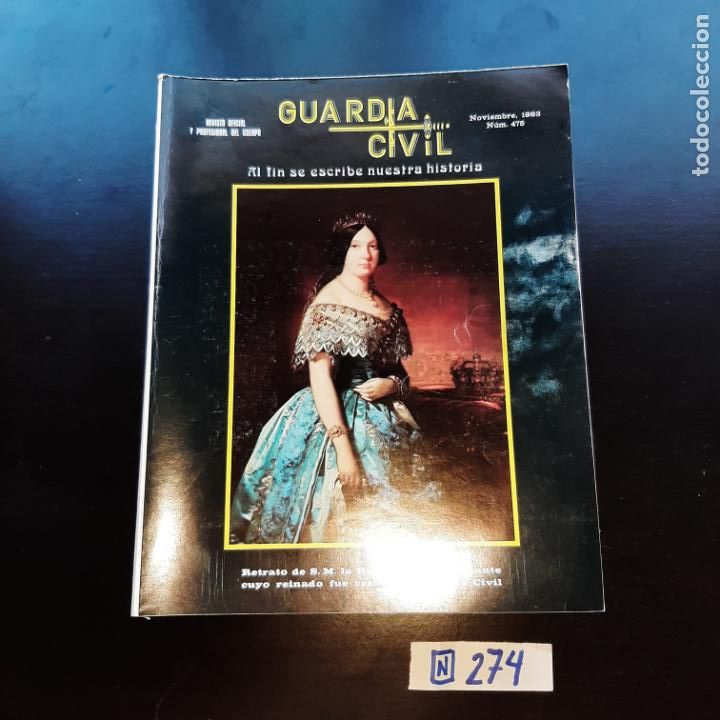 GUARDIA
CIVIL
REVISTA OFICIAL
Y PROFESIONAL DEL CUERPO
Noviembre, 1983
Núm. 475
Al fin se escribe nuestra historia
Retrato de S. M. la
cuyo reinado fue Civil
N 274
todocoleccion